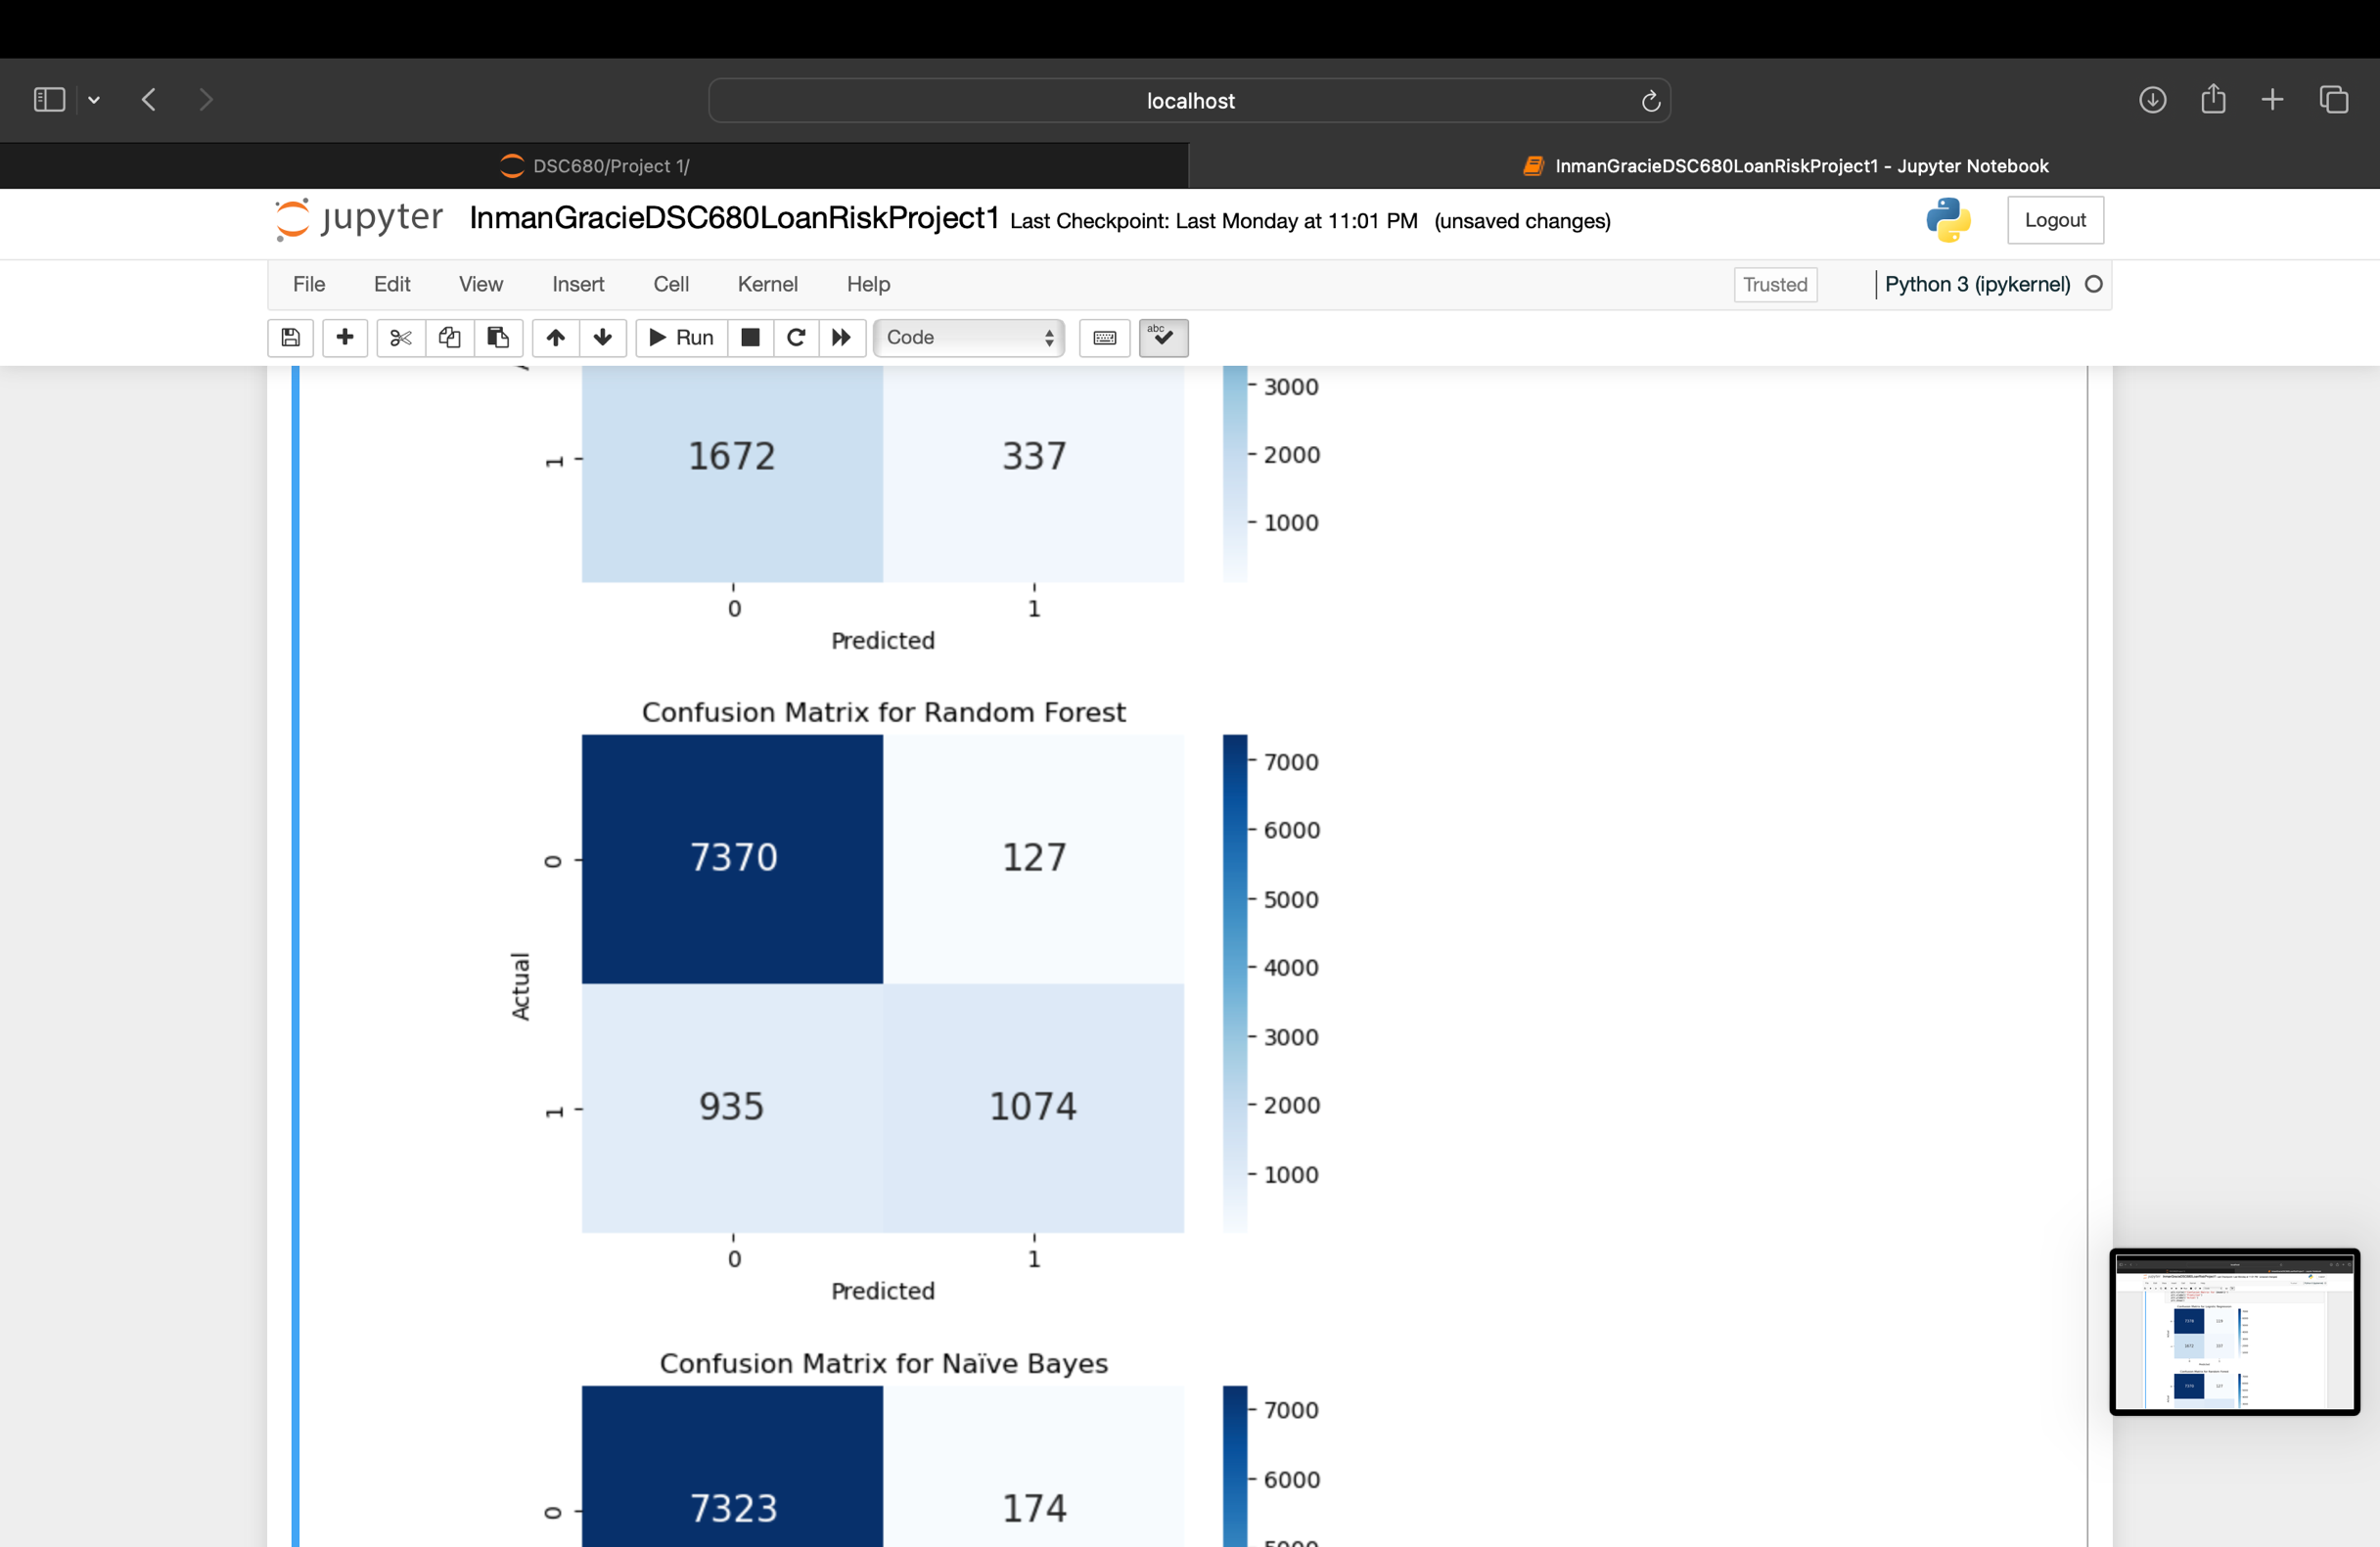 localhost
DSC680/Project 1/
InmanGracieDSC680LoanRiskProject1 - Jupyter Notebook
jupyter InmanGracieDSC680LoanRiskProject1 Last Checkpoint: Last Monday at 11:01 PM (unsaved changes)
Logout
File Edit View Insert Cell Kernel Help
Trusted
Python 3 (ipykernel)
Run
Code
abc
3000
1 1672 337
2000
1000
0 1
Predicted
Confusion Matrix for Random Forest
7000
6000
0 7370 127
5000
4000
Actual
3000
1 935 1074
2000
1000
0 1
Predicted
Confusion Matrix for Naïve Bayes
7000
6000
0 7323 174